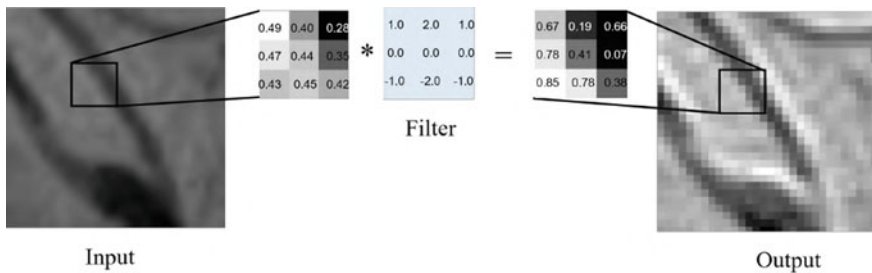 0.49 0.40 0.28 1.0 2.0 1.0 0.67 0.19 0.66
0.47 0.44 0.35 * 0.0 0.0 0.0 = 0.78 0.41 0.07
0.43 0.45 0.42 -1.0 -2.0 -1.0 0.85 0.78 0.38
Filter
Input
Output